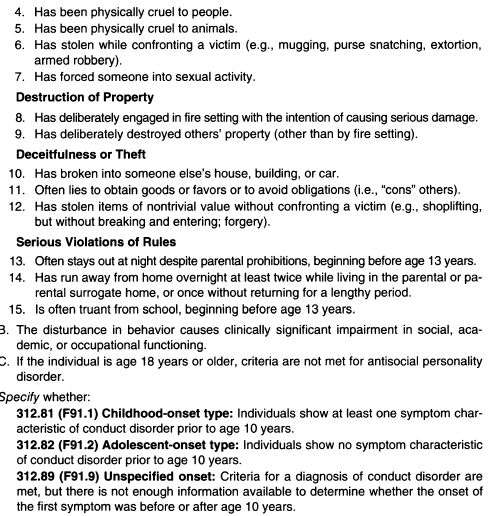 4. Has been physically cruel to people.
5. Has been physically cruel to animals.
6. Has stolen while confronting a victim (e.g., mugging, purse snatching, extortion,
armed robbery).
7. Has forced someone into sexual activity.
Destruction of Property
8. Has deliberately engaged in fire setting with the intention of causing serious damage.
9. Has deliberately destroyed others' property (other than by fire setting).
Deceitfulness or Theft
10. Has broken into someone else's house, building, or car.
11. Often lies to obtain goods or favors or to avoid obligations (i.e., "cons" others).
12. Has stolen items of nontrivial value without confronting a victim (e.g., shoplifting,
but without breaking and entering; forgery).
Serious Violations of Rules
13. Often stays out at night despite parental prohibitions, beginning before age 13 years.
14. Has run away from home overnight at least twice while living in the parental or pa-
rental surrogate home, or once without returning for a lengthy period.
15. Is often truant from school, beginning before age 13 years.
B. The disturbance in behavior causes clinically significant impairment in social, aca-
demic, or occupational functioning.
C. If the individual is age 18 years or older, criteria are not met for antisocial personality
disorder.
Specify whether:
312.81 (F91.1) Childhood-onset type: Individuals show at least one symptom char-
acteristic of conduct disorder prior to age 10 years.
312.82 (F91.2) Adolescent-onset type: Individuals show no symptom characteristic
of conduct disorder prior to age 10 years.
312.89 (F91.9) Unspecified onset: Criteria for a diagnosis of conduct disorder are
met, but there is not enough information available to determine whether the onset of
the first symptom was before or after age 10 years.